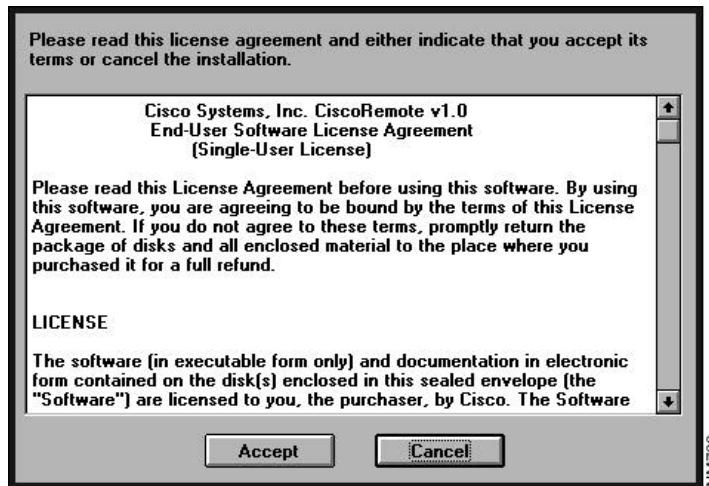 Please read this license agreement and either indicate that you accept its
terms or cancel the installation.
Cisco Systems, Inc. CiscoRemote v1.0
End-User Software License Agreement
(Single-User License)
Please read this License Agreement before using this software. By using
this software, you are agreeing to be bound by the terms of this License
Agreement. If you do not agree to these terms, promptly return the
package of disks and all enclosed material to the place where you
purchased it for a full refund.
LICENSE
The software (in executable form only) and documentation in electronic
form contained on the disk(s) enclosed in this sealed envelope (the
"Software") are licensed to you, the purchaser, by Cisco. The Software
Accept
Cancel